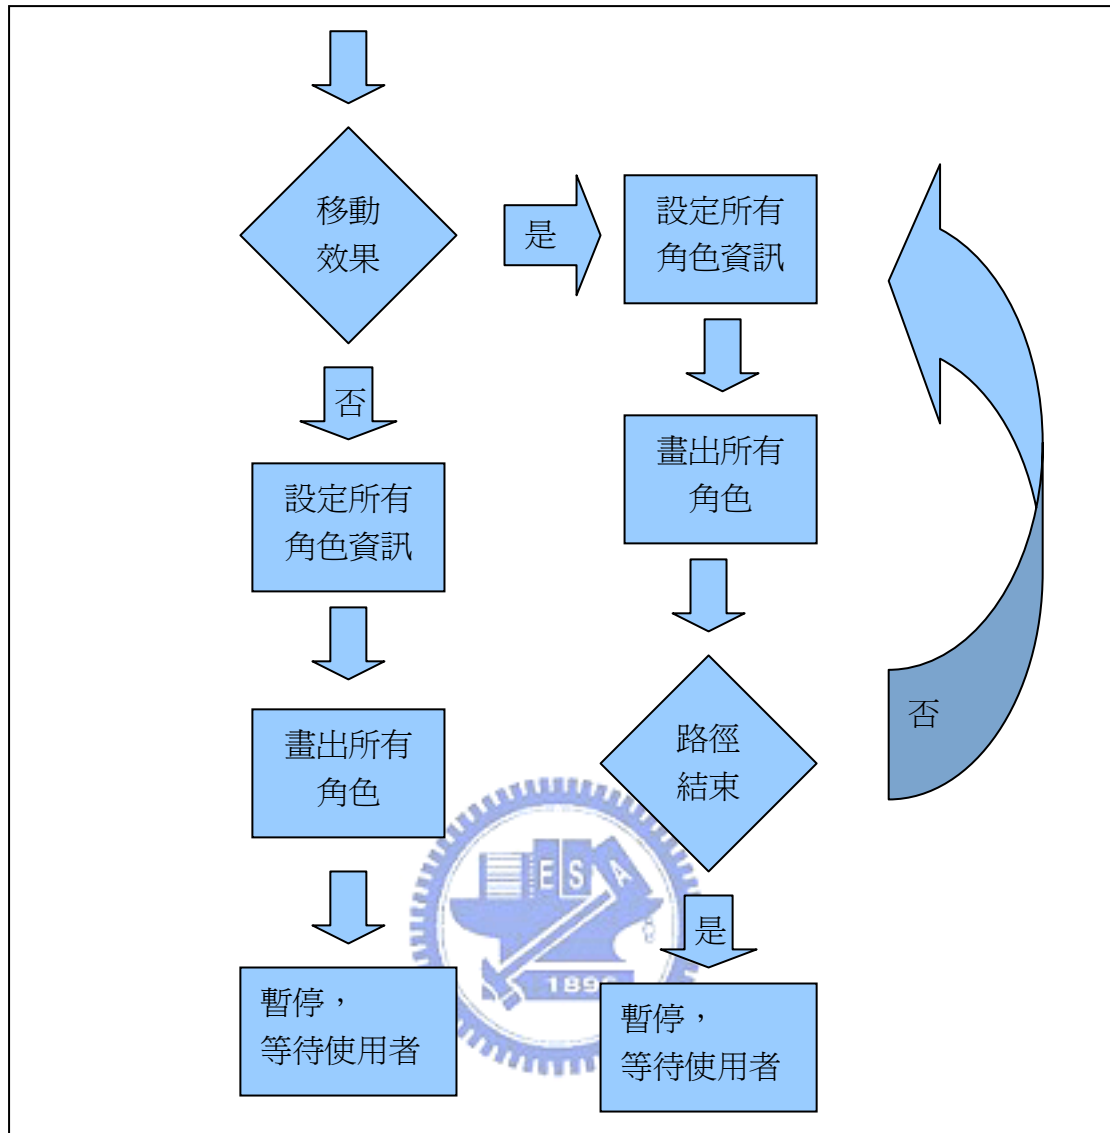 移動
效果
是
設定所有
角色資訊
否
設定所有
角色資訊
畫出所有
角色
畫出所有
角色
路徑
結束
否
是
暫停，
等待使用者
暫停，
等待使用者
E S A
189